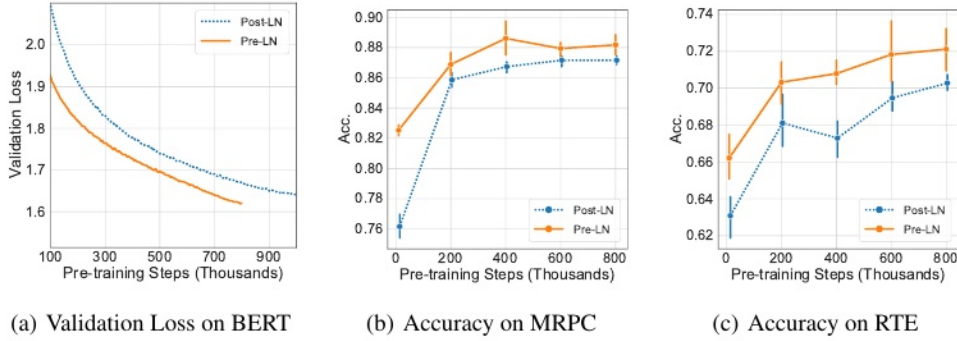 Validation Loss
2.0
1.9
1.8
1.7
1.6
Post-LN
Pre-LN
100 300 500 700 900
Pre-training Steps (Thousands)
(a) Validation Loss on BERT
Acc.
0.90
0.88
0.86
0.84
0.82
0.80
0.78
0.76
Post-LN
Pre-LN
0 200 400 600 800
Pre-training Steps (Thousands)
(b) Accuracy on MRPC
Acc.
0.74
0.72
0.70
0.68
0.66
0.64
0.62
Post-LN
Pre-LN
0 200 400 600 800
Pre-training Steps (Thousands)
(c) Accuracy on RTE